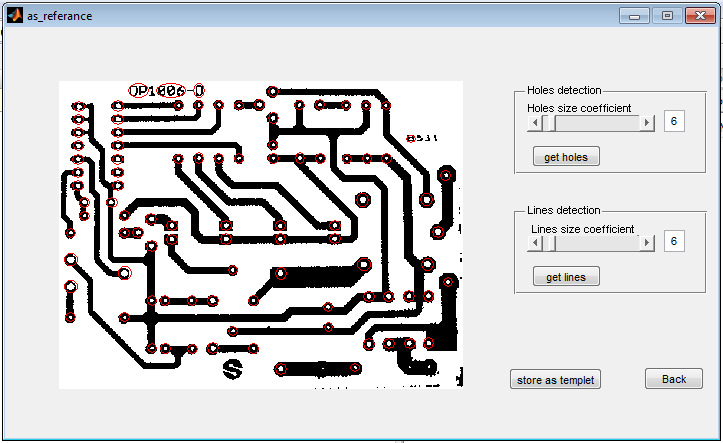 as_referance
OP1006-0
Holes detection
Holes size coefficient
6
get holes
Lines detection
Lines size coefficient
6
get lines
store as templet
Back
S